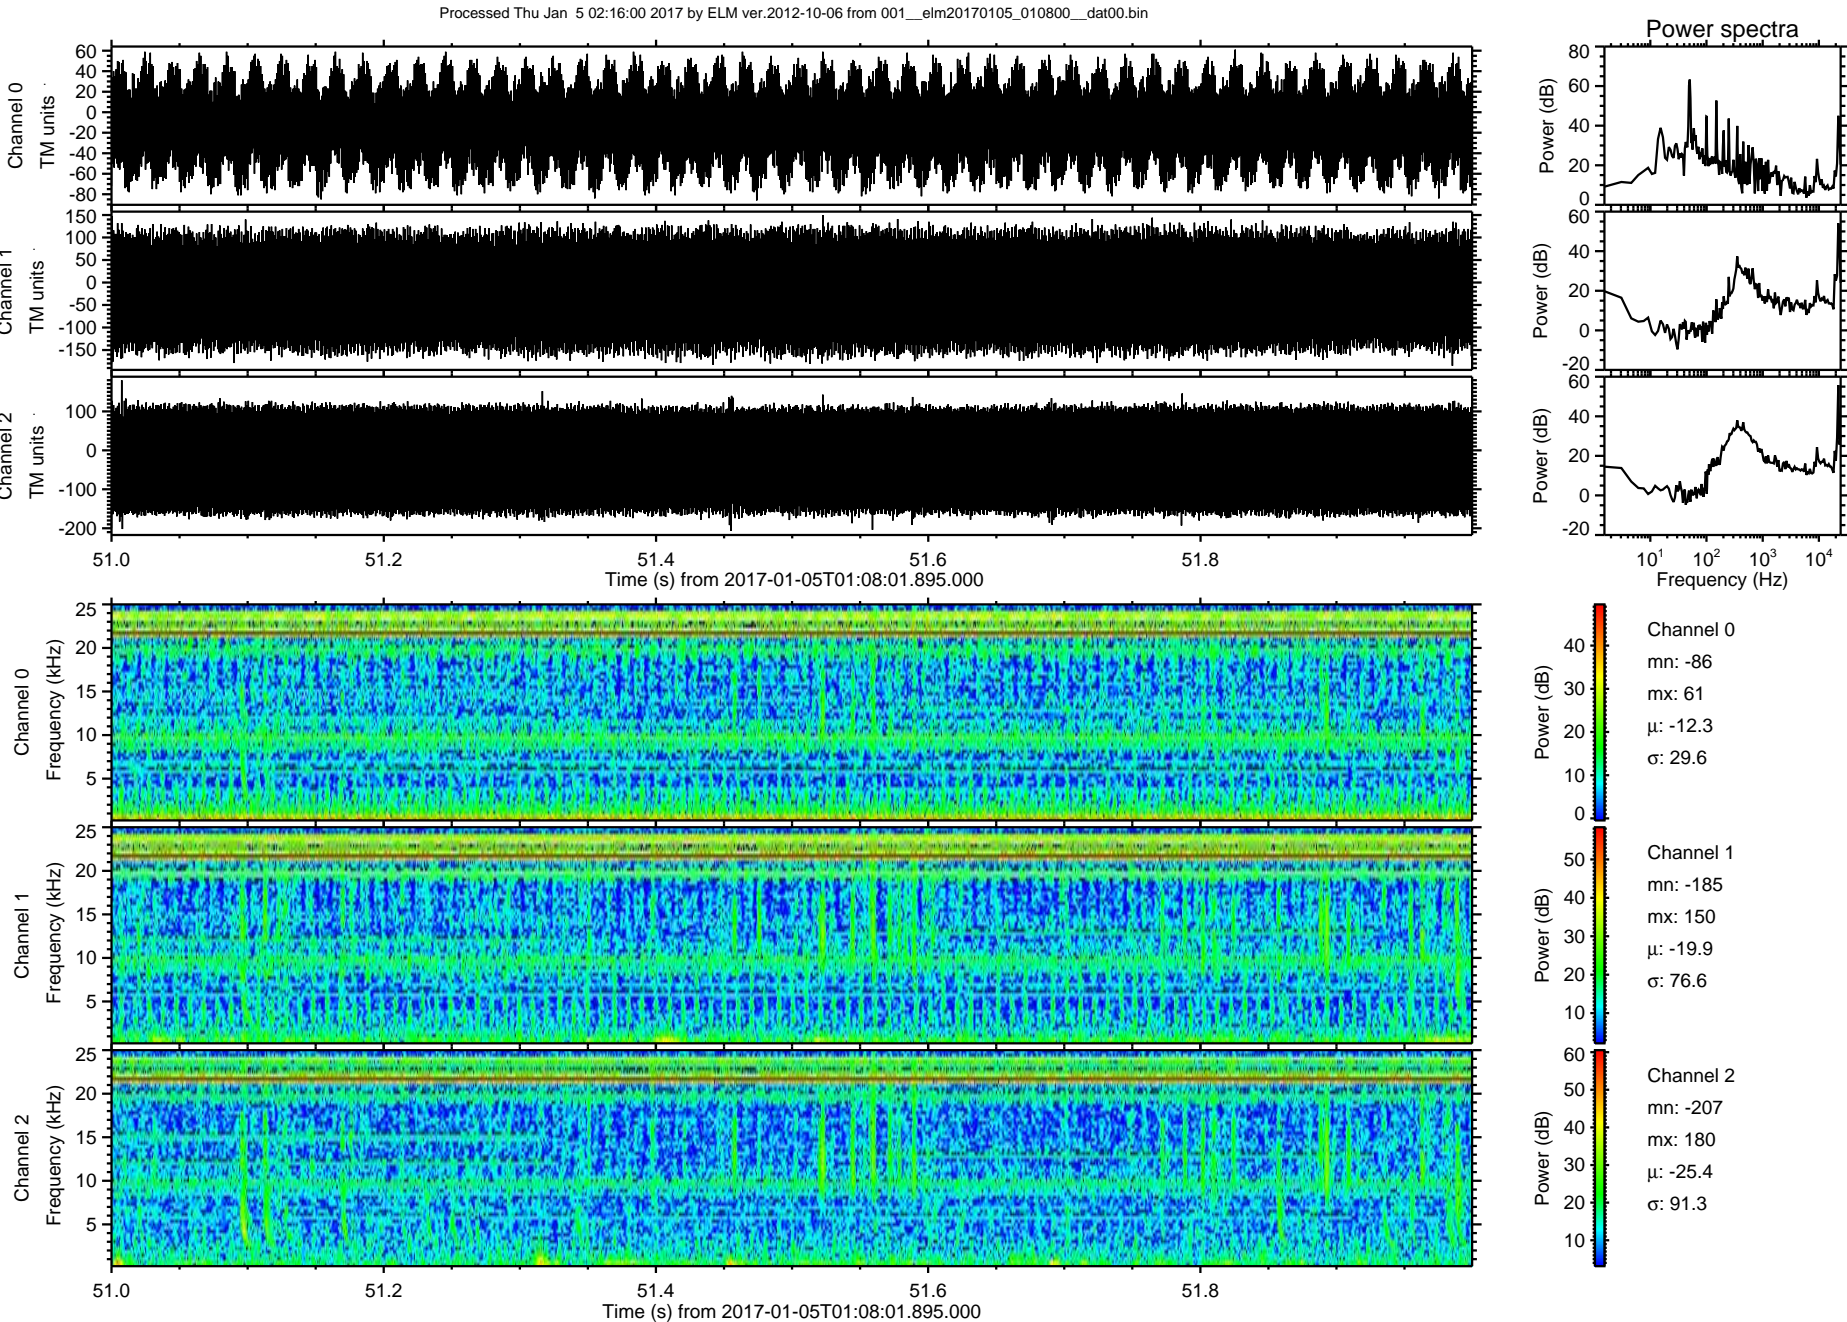 Processed Thu Jan 5 02:16:00 2017 by ELM ver.2012-10-06 from 001__elm20170105_010800__dat00.bin
Power spectra
Channel 0
TM units
60
40
20
0
-20
-40
-60
-80
Power (dB)
80
60
40
20
0
Channel 1
TM units
150
100
50
0
-50
-100
-150
Power (dB)
60
40
20
0
-20
Channel 2
TM units
100
0
-100
-200
Power (dB)
60
40
20
0
-20
51.0 51.2 51.4 51.6 51.8
Time (s) from 2017-01-05T01:08:01.895.000
10^1 10^2 10^3 10^4
Frequency (Hz)
Channel 0
Frequency (kHz)
25
20
15
10
5
Power (dB)
40
30
20
10
0
Channel 0
mn: -86
mx: 61
μ: -12.3
σ: 29.6
Channel 1
Frequency (kHz)
25
20
15
10
5
Power (dB)
50
40
30
20
10
Channel 1
mn: -185
mx: 150
μ: -19.9
σ: 76.6
Channel 2
Frequency (kHz)
25
20
15
10
5
Power (dB)
60
50
40
30
20
10
Channel 2
mn: -207
mx: 180
μ: -25.4
σ: 91.3
51.0 51.2 51.4 51.6 51.8
Time (s) from 2017-01-05T01:08:01.895.000